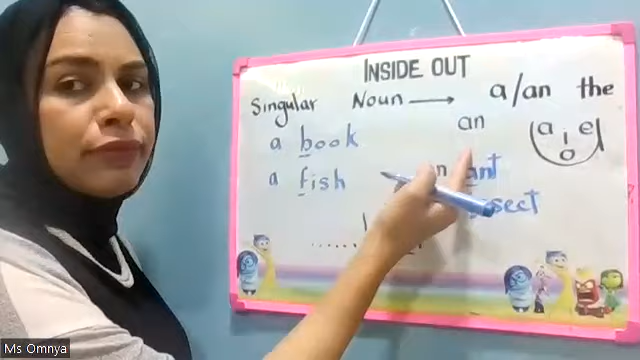 INSIDE OUT
Singular Noun → a/an the
an
a i e
o
a book
a fish
ant
......
Ms Omnya